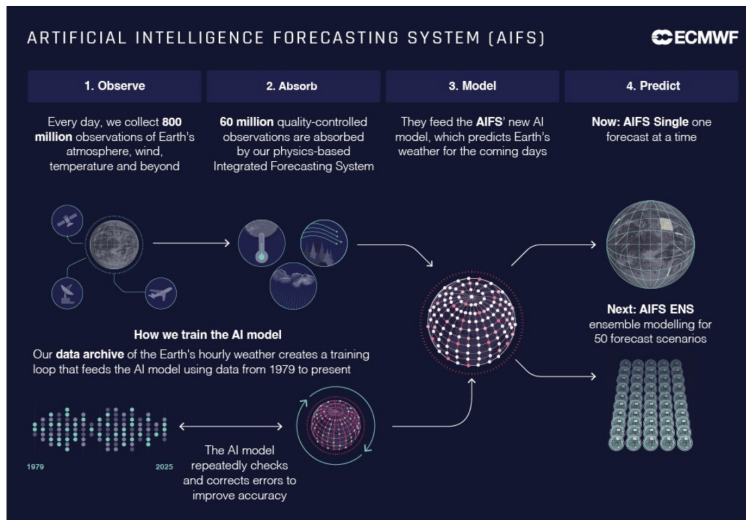 ARTIFICIAL INTELLIGENCE FORECASTING SYSTEM (AIFS)
ECMWF
1. Observe
Every day, we collect 800
million observations of Earth's
atmosphere, wind,
temperature and beyond
2. Absorb
60 million quality-controlled
observations are absorbed
by our physics-based
Integrated Forecasting System
3. Model
They feed the AIFS' new AI
model, which predicts Earth's
weather for the coming days
4. Predict
Now: AIFS Single one
forecast at a time
Next: AIFS ENS
ensemble modelling for
50 forecast scenarios
How we train the AI model
Our data archive of the Earth's hourly weather creates a training
loop that feeds the AI model using data from 1979 to present
1979
2025
The AI model
repeatedly checks
and corrects errors to
improve accuracy